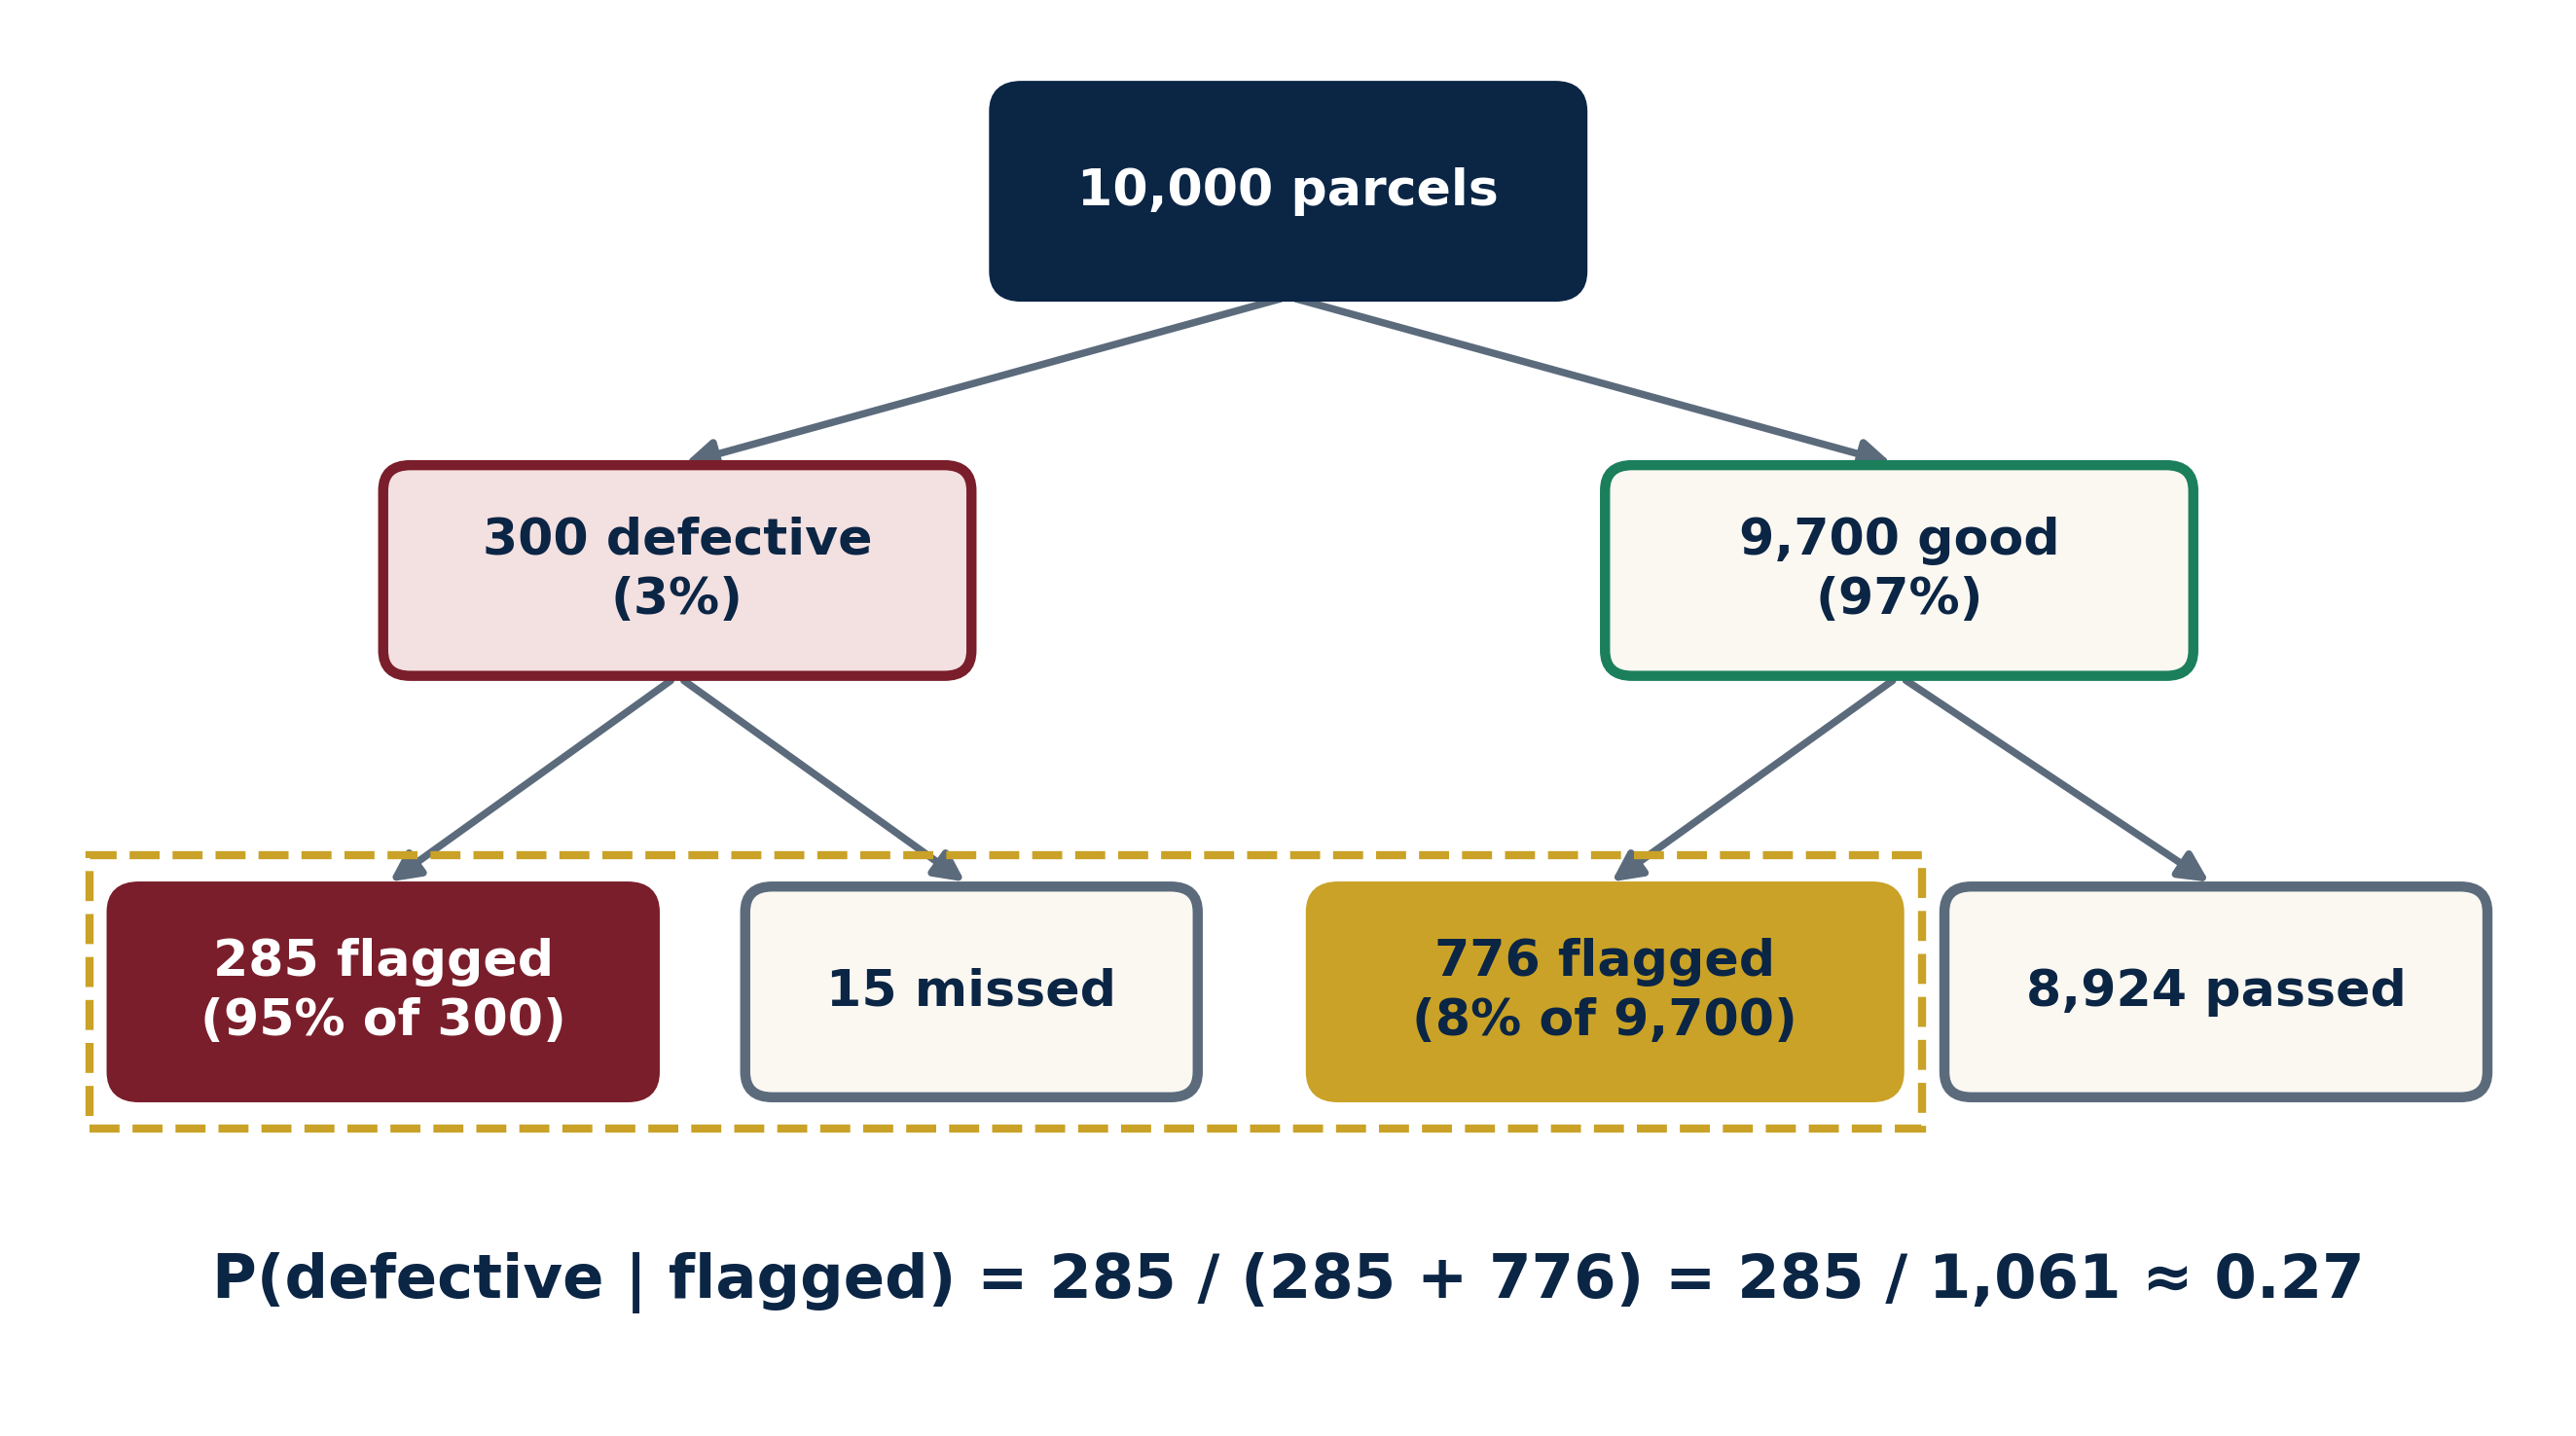 10,000 parcels
300 defective
(3%)
9,700 good
(97%)
285 flagged
(95% of 300)
15 missed
776 flagged
(8% of 9,700)
8,924 passed
P(defective | flagged) = 285 / (285 + 776) = 285 / 1,061 ≈ 0.27